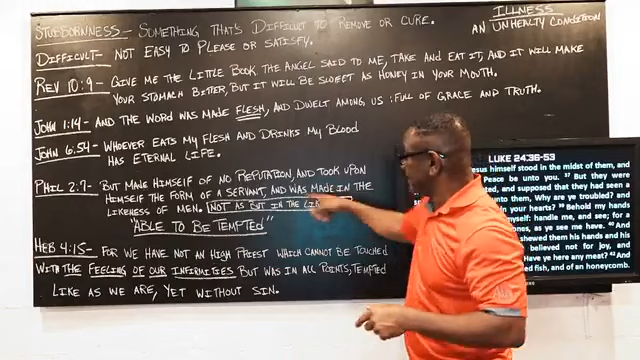 STUBBORNNESS- SOMETHING THAT'S DIFFICULT TO REMOVE OR CURE.
ILLNESS
AN UNHEALTY CONDITION
DIFFICULT- NOT EASY TO PLEASE OR SATISFY.
REV 10:9- GIVE ME THE LITTLE BOOK. THE ANGEL SAID TO ME, TAKE AND EAT IT, AND IT WILL MAKE
YOUR STOMACH BITTER, BUT IT WILL BE SWEET AS HONEY IN YOUR MOUTH.
JOHN 1:14- AND THE WORD WAS MADE FLESH, AND DWELT AMONG US: FULL OF GRACE AND TRUTH.
JOHN 6:54- WHOEVER EATS MY FLESH AND DRINKS MY BLOOD
HAS ETERNAL LIFE.
PHIL 2:7- BUT MADE HIMSELF OF NO REPUTATION, AND TOOK UPON
HIMSELF THE FORM OF A SERVANT, AND WAS MADE IN THE
LIKENESS OF MEN. NOT AS BUT IN THE
"ABLE TO BE TEMPTED"
HEB 4:15- FOR WE HAVE NOT AN HIGH PRIEST WHICH CANNOT BE TOUCHED
WITH THE FEELING OF OUR INFIRMITIES BUT WAS IN ALL POINTS, TEMPTED
LIKE AS WE ARE, YET WITHOUT SIN.
LUKE 24:36-53
himself stood in the midst of them, and
Peace be unto you. 37 But they were
and supposed that they had seen a
unto them, Why are ye troubled? and
in your hearts? 39 Behold my hands
myself: handle me, and see; for a
as ye see me have. 40 And
shewed them his hands and his
believed not for joy, and
Have ye here any meat? 42 And
fish, and of an honeycomb.